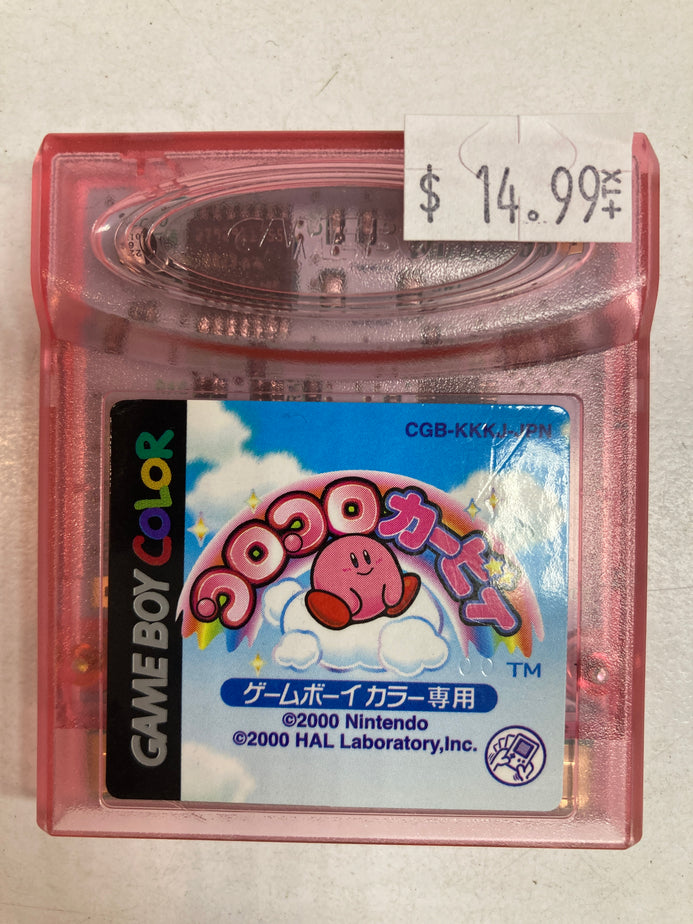 $ 14.99 +TX
CGB-KKKJ-JPN
GAME BOY COLOR
コロコロカービィ
TM
ゲームボーイカラー専用
©2000 Nintendo
©2000 HAL Laboratory,Inc.